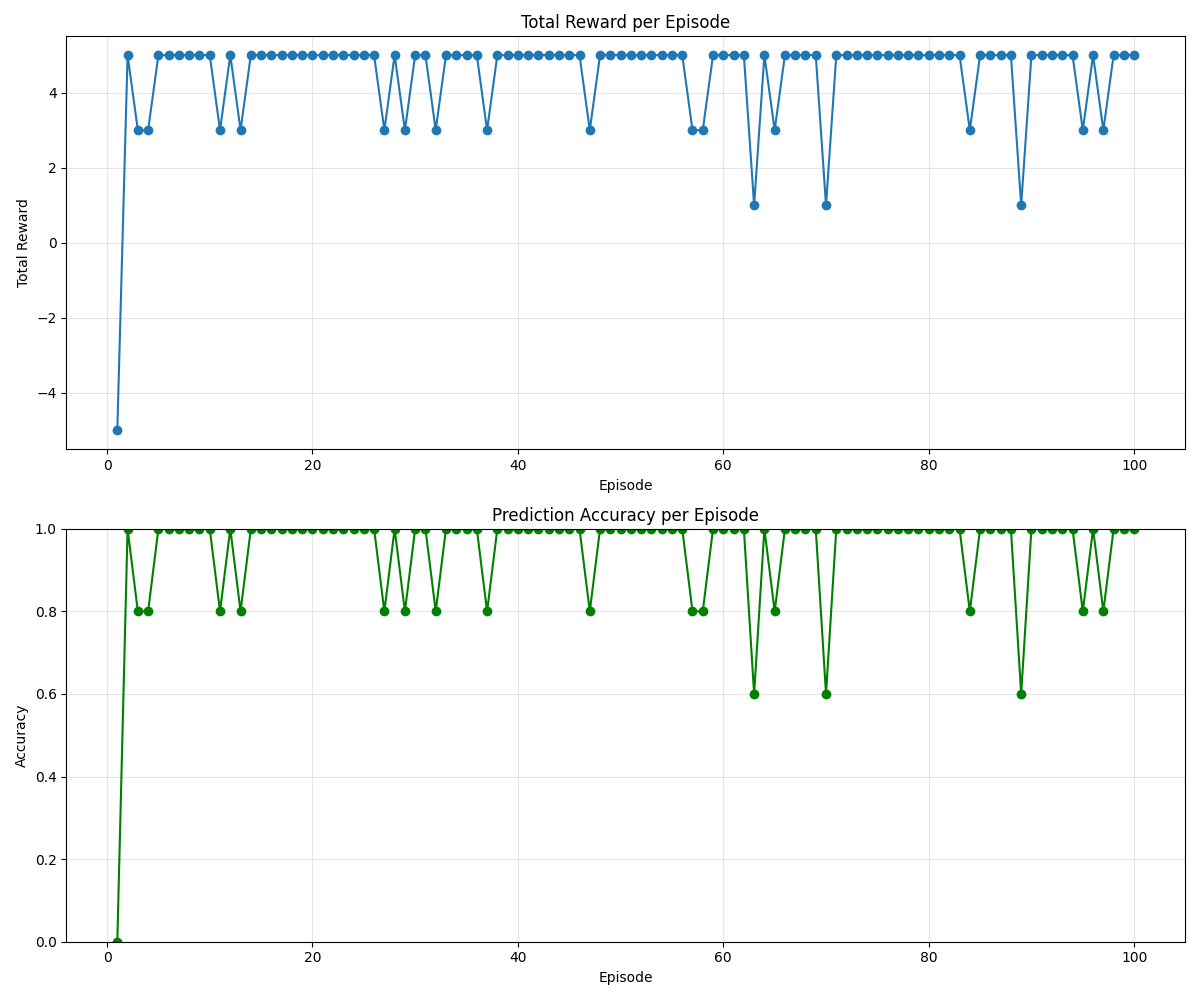 Total Reward per Episode
4
2
0
−2
−4
Total Reward
0 20 40 60 80 100
Episode
Prediction Accuracy per Episode
1.0
0.8
0.6
0.4
0.2
0.0
Accuracy
0 20 40 60 80 100
Episode